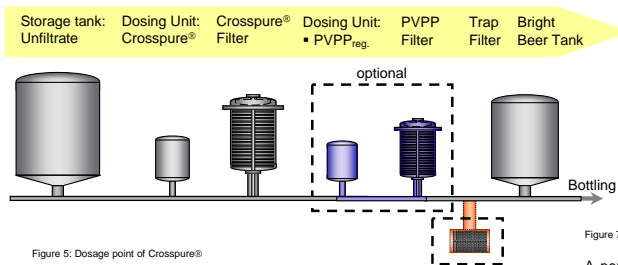 Storage tank: Dosing Unit: Crosspure® Dosing Unit: PVPP Trap Bright
Unfiltrate Crosspure® Filter ▪ PVPPreg. Filter Filter Beer Tank
optional
Bottling
Figure 7
Figure 5: Dosage point of Crosspure®